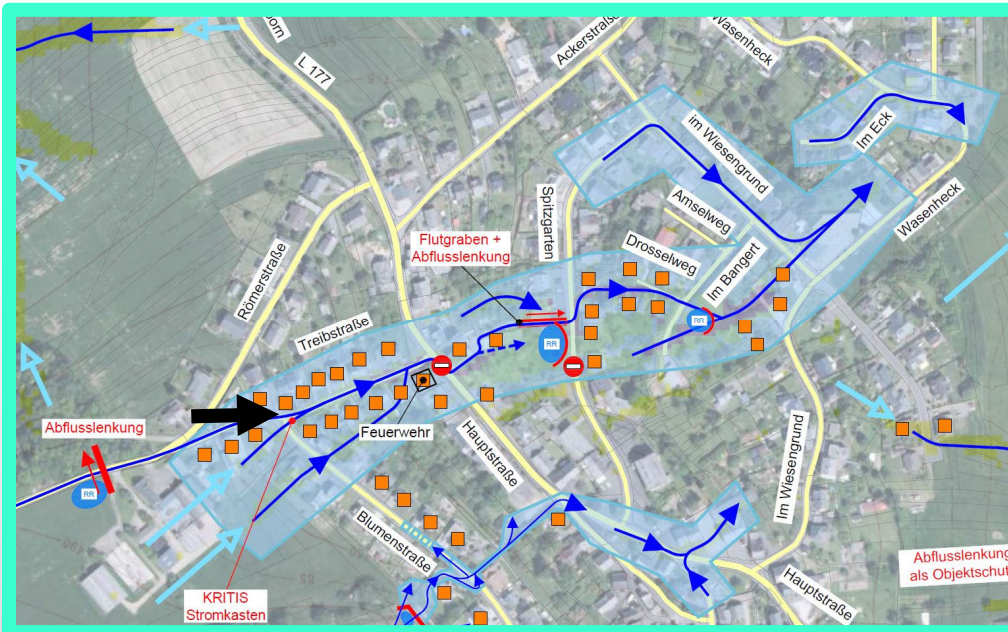 orn
L 177
Ackerstraße
Wasenheck
Im Eck
im Wiesengrund
Amselweg
Spitzgarten
Drosselweg
Im Bangert
Wasenheck
Flutgraben +
Abflusslenkung
Römerstraße
Treibstraße
RR
RR
Abflusslenkung
RR
Feuerwehr
Hauptstraße
Im Wiesengrund
Blumenstraße
KRITIS
Stromkasten
Hauptstraße
Abflusslenkung
als Objektschut